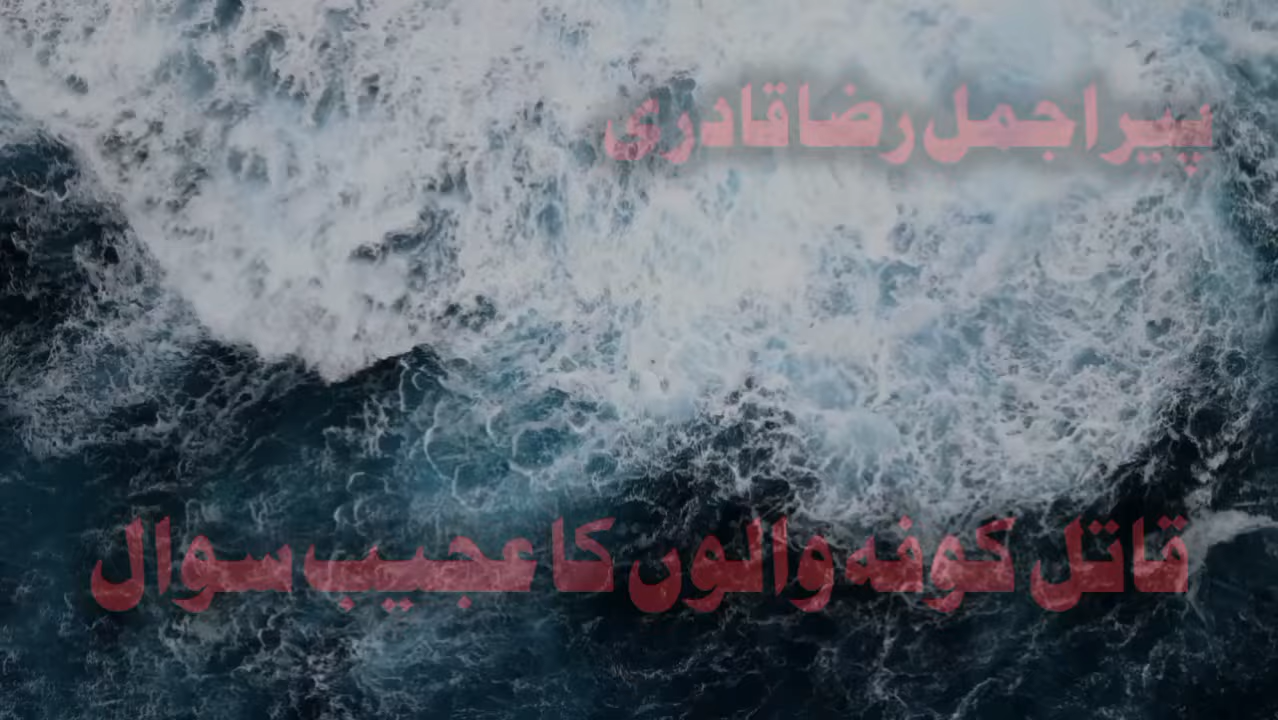 پیر اجمل رضا قادری
قاتل کوفہ والوں کا عجیب سوال